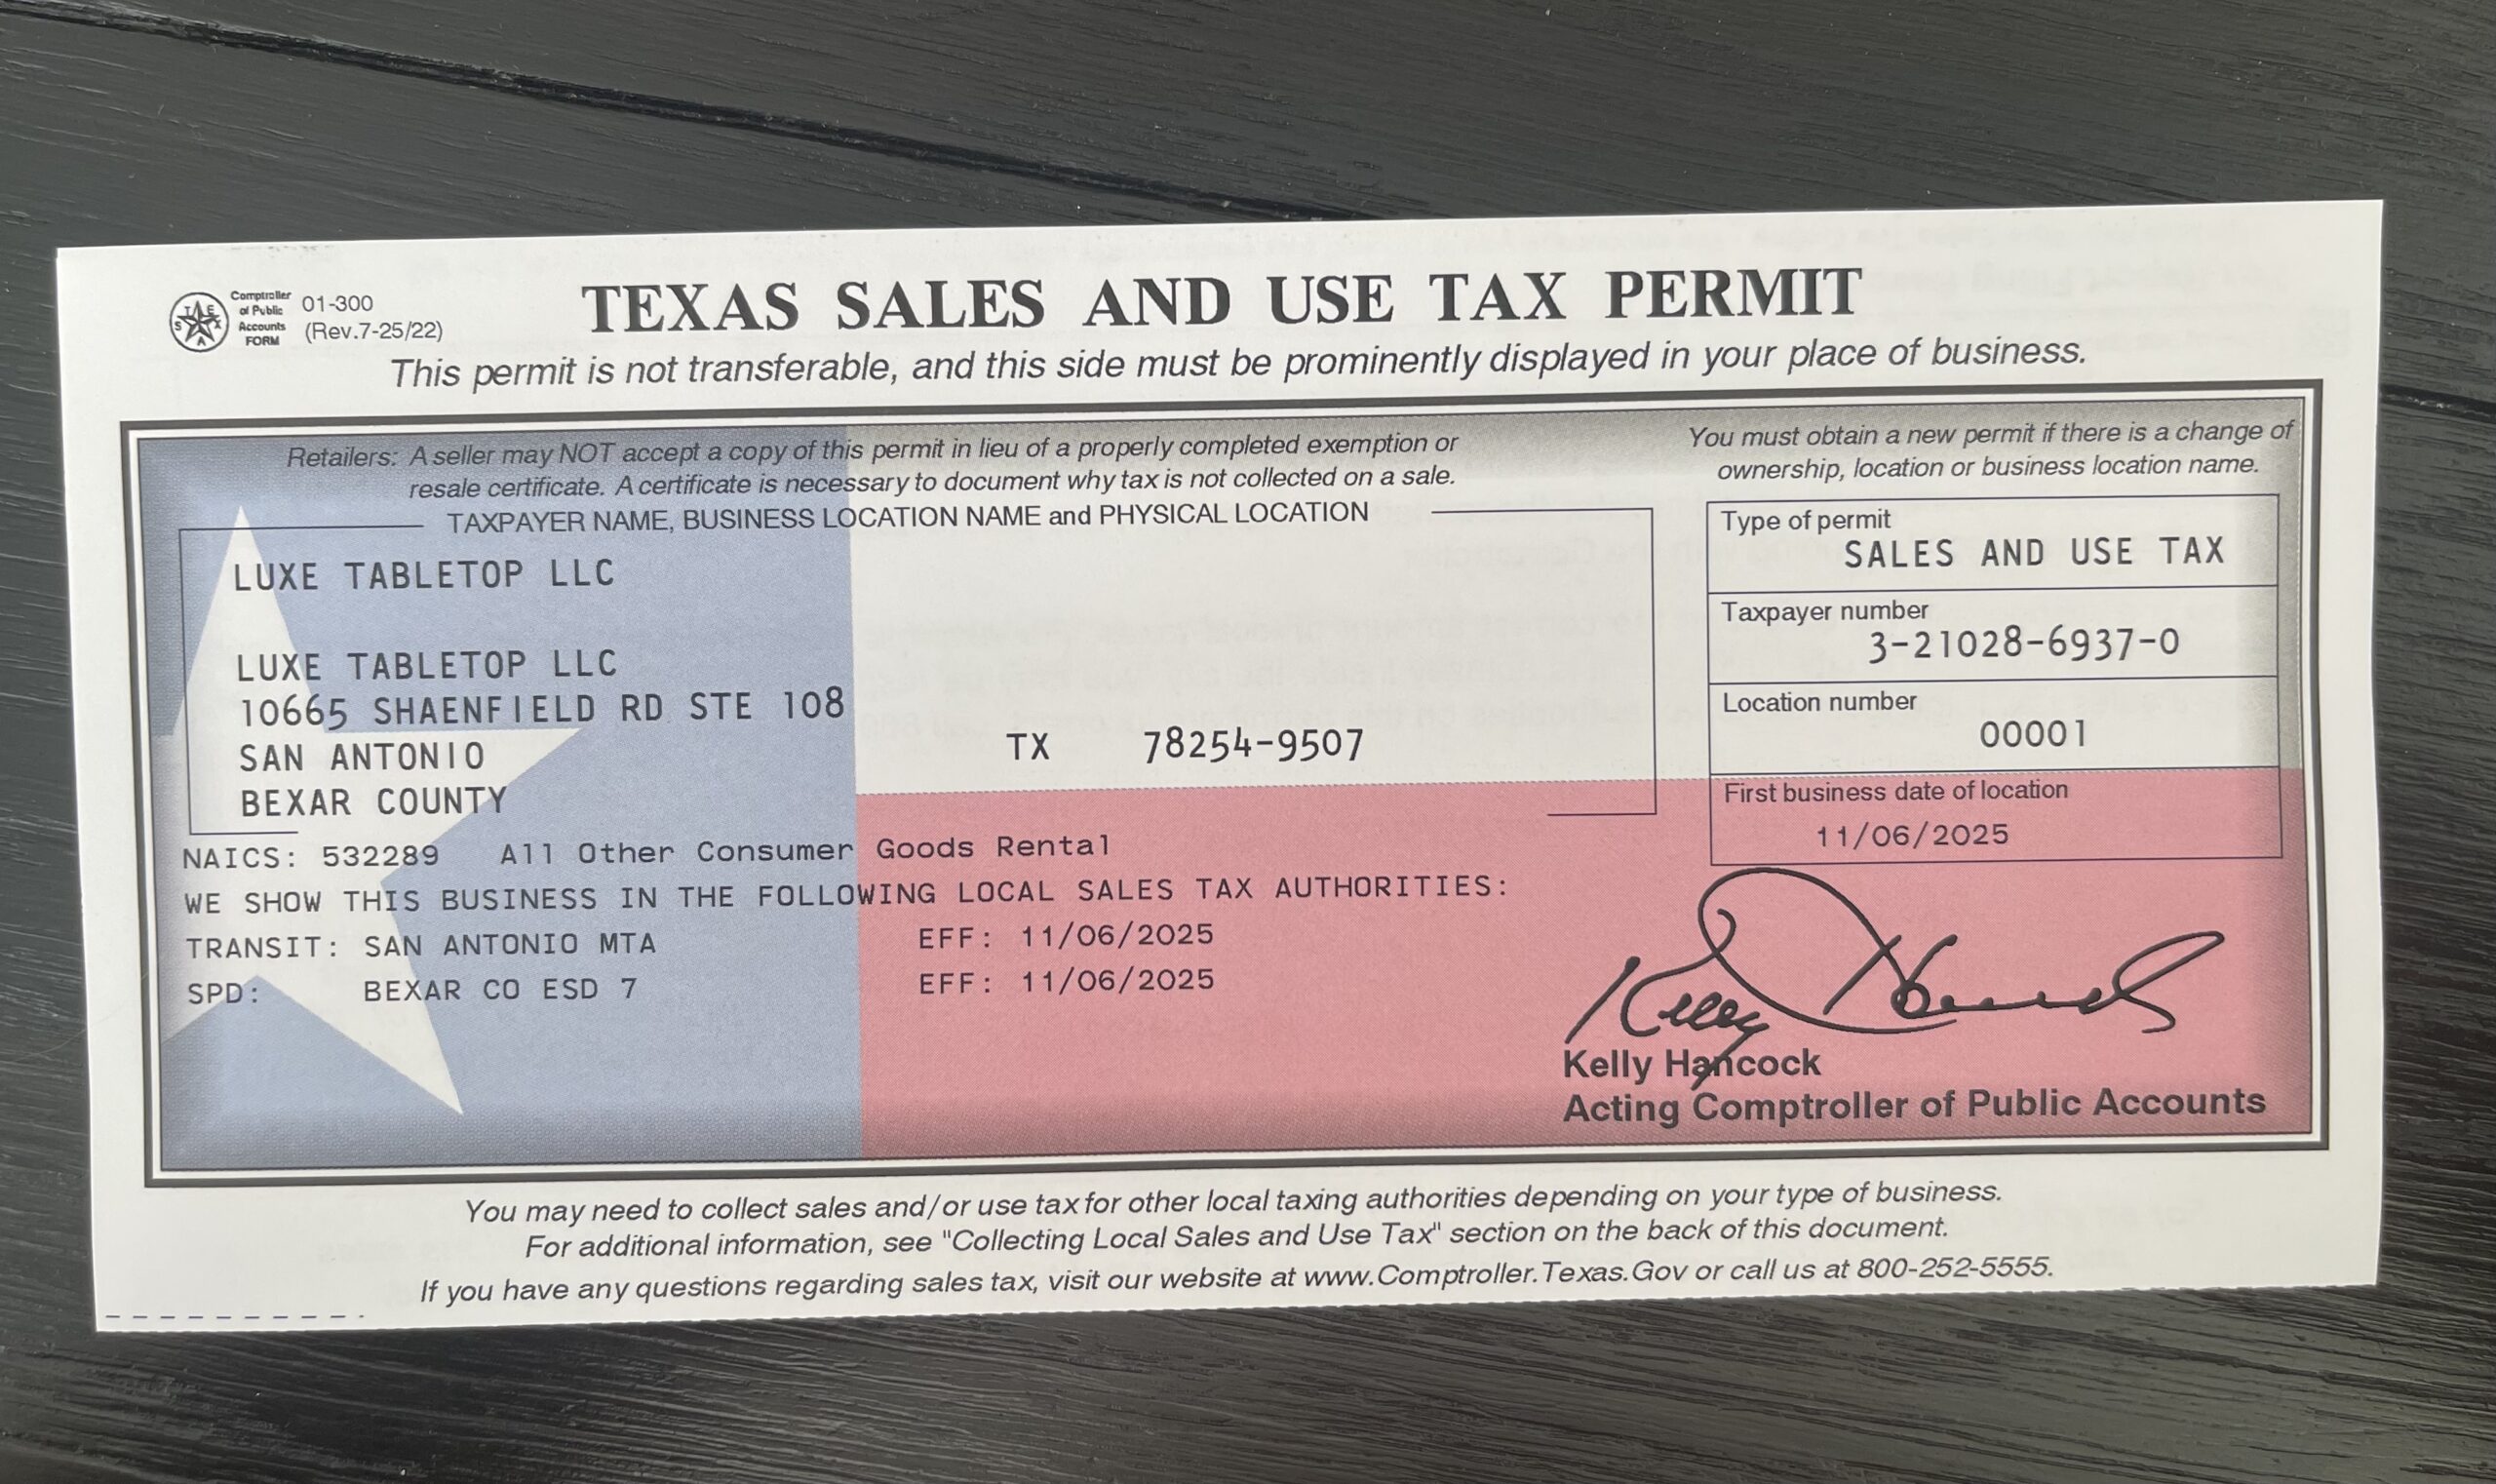 Comptroller
of Public
Accounts
FORM
01-300
(Rev.7-25/22)
TEXAS SALES AND USE TAX PERMIT
This permit is not transferable, and this side must be prominently displayed in your place of business.
Retailers: A seller may NOT accept a copy of this permit in lieu of a properly completed exemption or
resale certificate. A certificate is necessary to document why tax is not collected on a sale.
You must obtain a new permit if there is a change of
ownership, location or business location name.
TAXPAYER NAME, BUSINESS LOCATION NAME and PHYSICAL LOCATION
LUXE TABLETOP LLC
LUXE TABLETOP LLC
10665 SHAENFIELD RD STE 108
SAN ANTONIO TX 78254-9507
BEXAR COUNTY
Type of permit
SALES AND USE TAX
Taxpayer number
3-21028-6937-0
Location number
00001
First business date of location
11/06/2025
NAICS: 532289 All Other Consumer Goods Rental
WE SHOW THIS BUSINESS IN THE FOLLOWING LOCAL SALES TAX AUTHORITIES:
TRANSIT: SAN ANTONIO MTA EFF: 11/06/2025
SPD: BEXAR CO ESD 7 EFF: 11/06/2025
Kelly Hancock
Kelly Hancock
Acting Comptroller of Public Accounts
You may need to collect sales and/or use tax for other local taxing authorities depending on your type of business.
For additional information, see "Collecting Local Sales and Use Tax" section on the back of this document.
If you have any questions regarding sales tax, visit our website at www.Comptroller.Texas.Gov or call us at 800-252-5555.